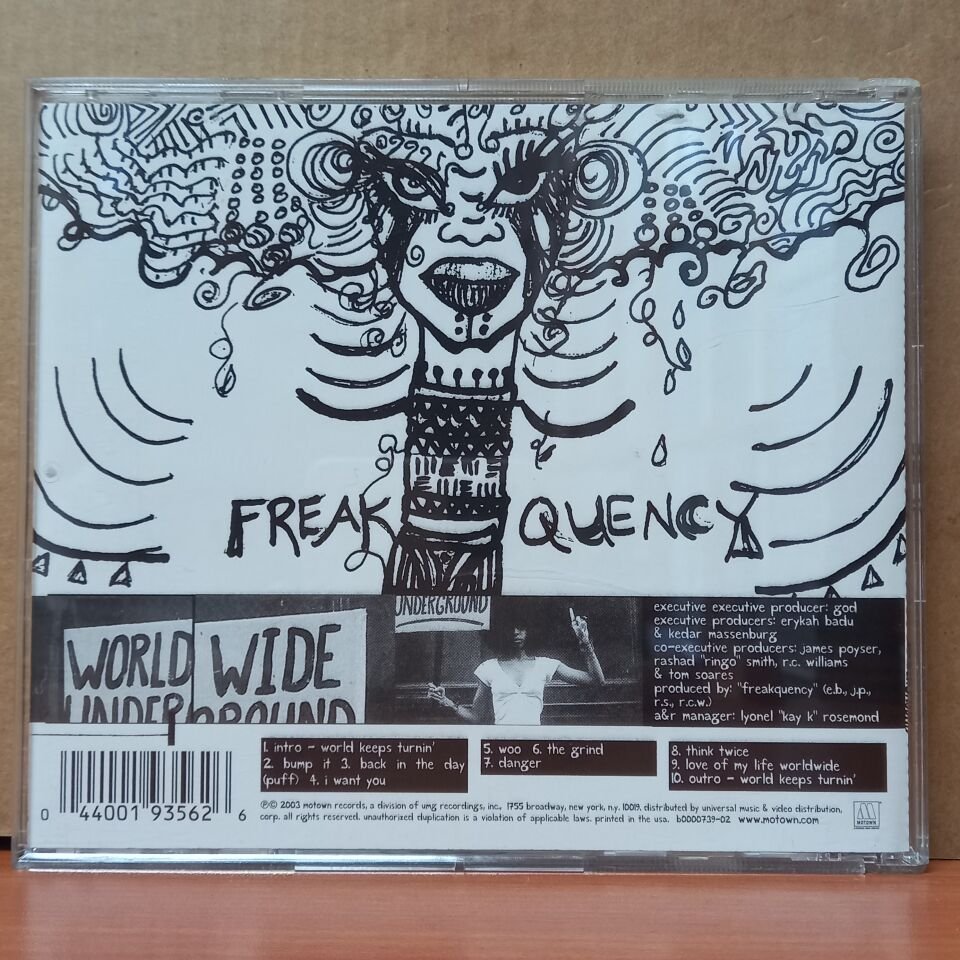 FREAK QUENCY
UNDERGROUND
WORLD WIDE
UNDERGROUND
executive executive producer: god
executive producers: erykah badu
& kedar massenburg
co-executive producers: james poyser,
rashad "ringo" smith, r.c. williams
& tom soares
produced by: "freakquency" (e.b., j.p.,
r.s., r.c.w.)
a&r manager: lyonel "kay k" rosemond
1. intro - world keeps turnin'
2. bump it 3. back in the day
(puff) 4. i want you
5. woo 6. the grind
7. danger
8. think twice
9. love of my life worldwide
10. outro - world keeps turnin'
0 44001 93562 6
℗© 2003 motown records, a division of umg recordings, inc., 1755 broadway, new york, n.y. 10019. distributed by universal music & video distribution,
corp. all rights reserved. unauthorized duplication is a violation of applicable laws. printed in the usa. b0000739-02 www.motown.com
MOTOWN